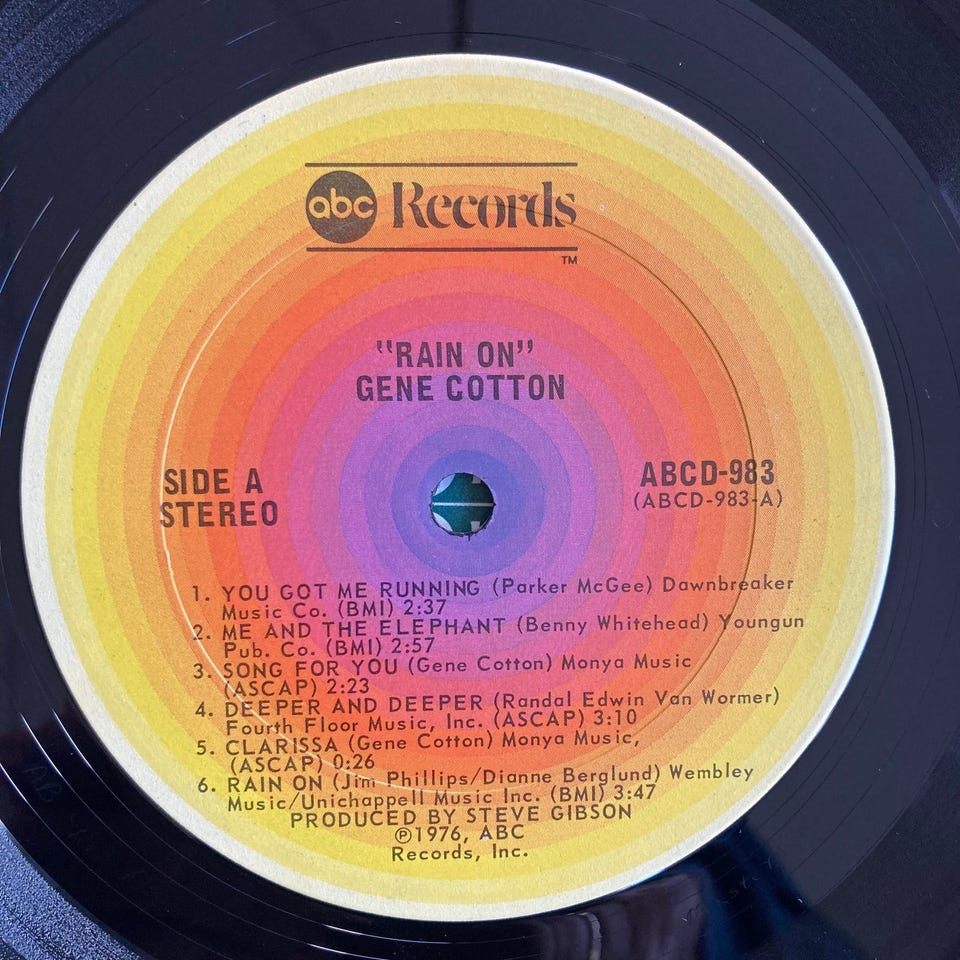 abc Records
TM
"RAIN ON"
GENE COTTON
SIDE A
STEREO
ABCD-983
(ABCD-983-A)
1. YOU GOT ME RUNNING (Parker McGee) Dawnbreaker
Music Co. (BMI) 2:37
2. ME AND THE ELEPHANT (Benny Whitehead) Youngun
Pub. Co. (BMI) 2:57
3. SONG FOR YOU (Gene Cotton) Monya Music
(ASCAP) 2:23
4. DEEPER AND DEEPER (Randal Edwin Van Wormer)
Fourth Floor Music, Inc. (ASCAP) 3:10
5. CLARISSA (Gene Cotton) Monya Music,
(ASCAP) 0:26
6. RAIN ON (Jim Phillips/Dianne Berglund) Wembley
Music/Unichappell Music Inc. (BMI) 3:47
PRODUCED BY STEVE GIBSON
℗1976, ABC
Records, Inc.